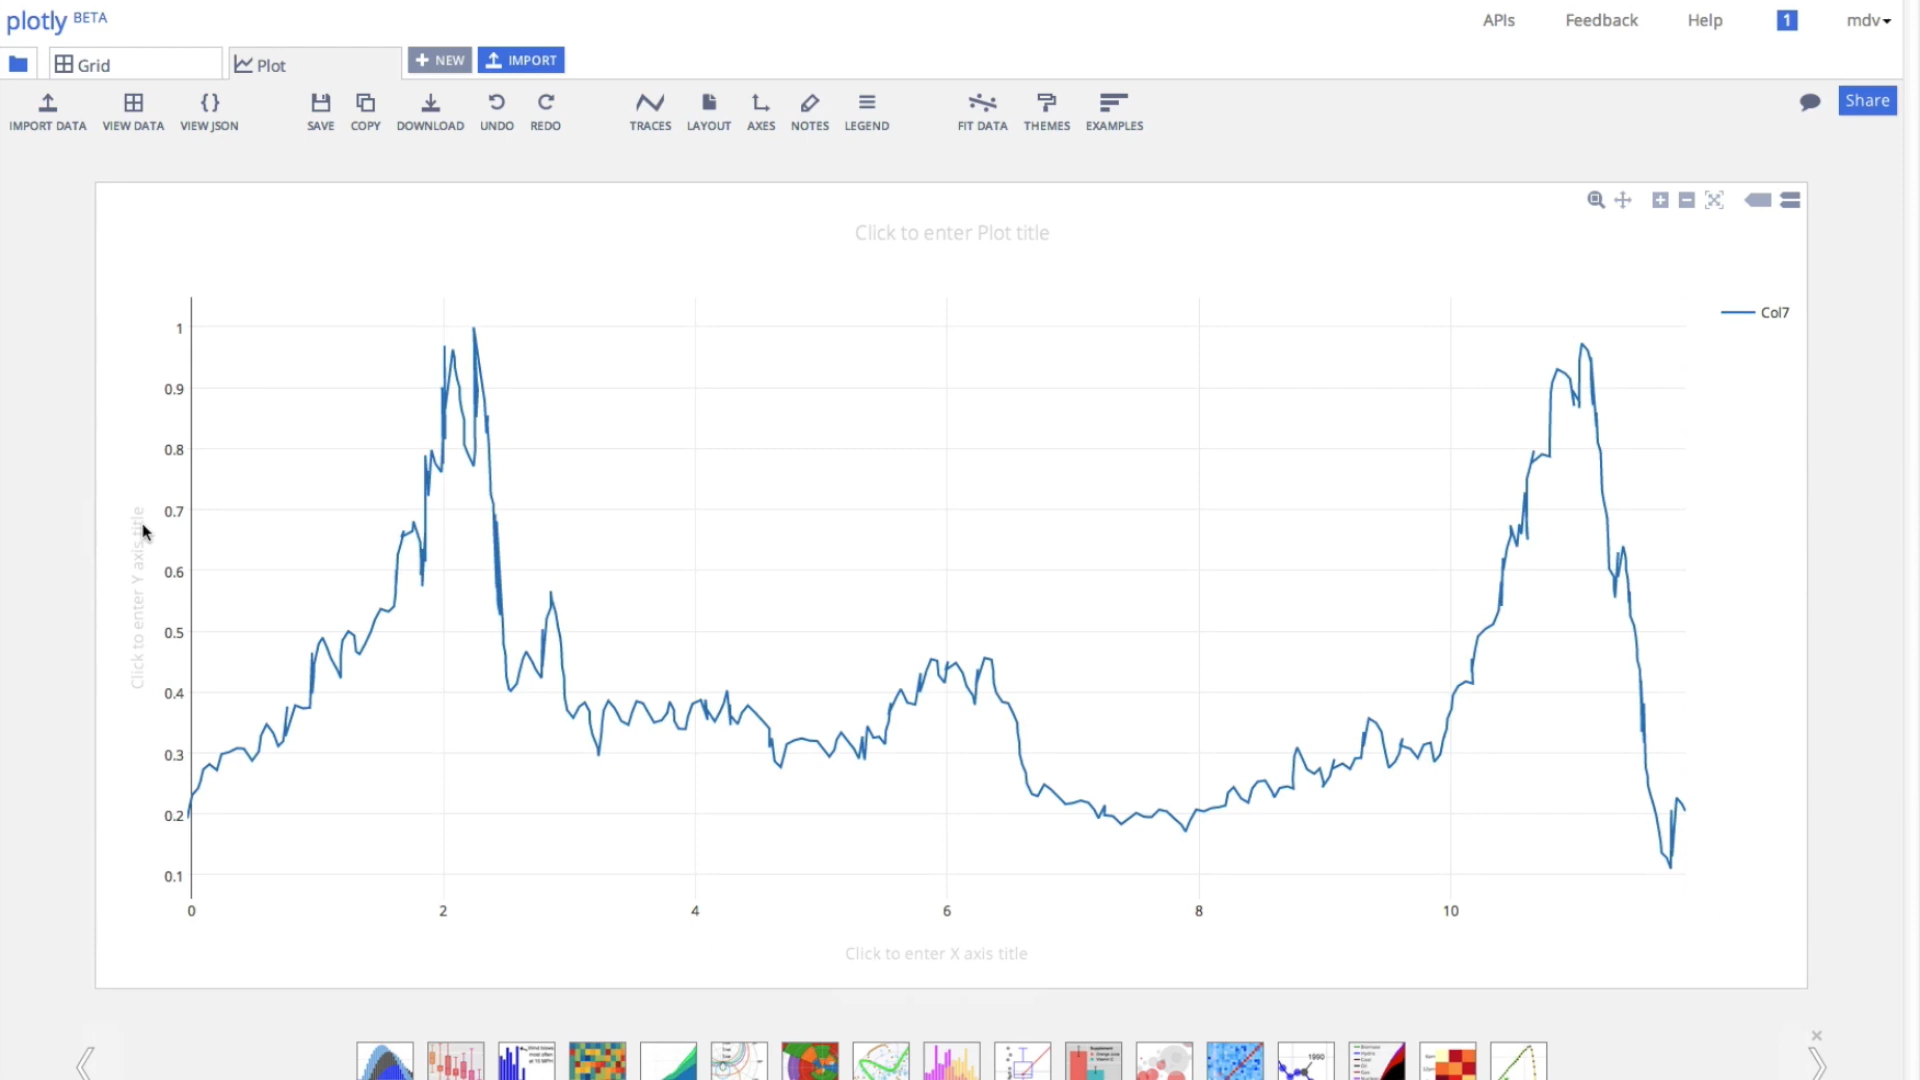 plotly BETA
APIs Feedback Help 1 mdv
Grid Plot NEW IMPORT
IMPORT DATA VIEW DATA VIEW JSON SAVE COPY DOWNLOAD UNDO REDO TRACES LAYOUT AXES NOTES LEGEND FIT DATA THEMES EXAMPLES Share
Click to enter Plot title
Col7
1
0.9
0.8
0.7
0.6
0.5
0.4
0.3
0.2
0.1
Click to enter Y axis title
0 2 4 6 8 10
Click to enter X axis title
1990